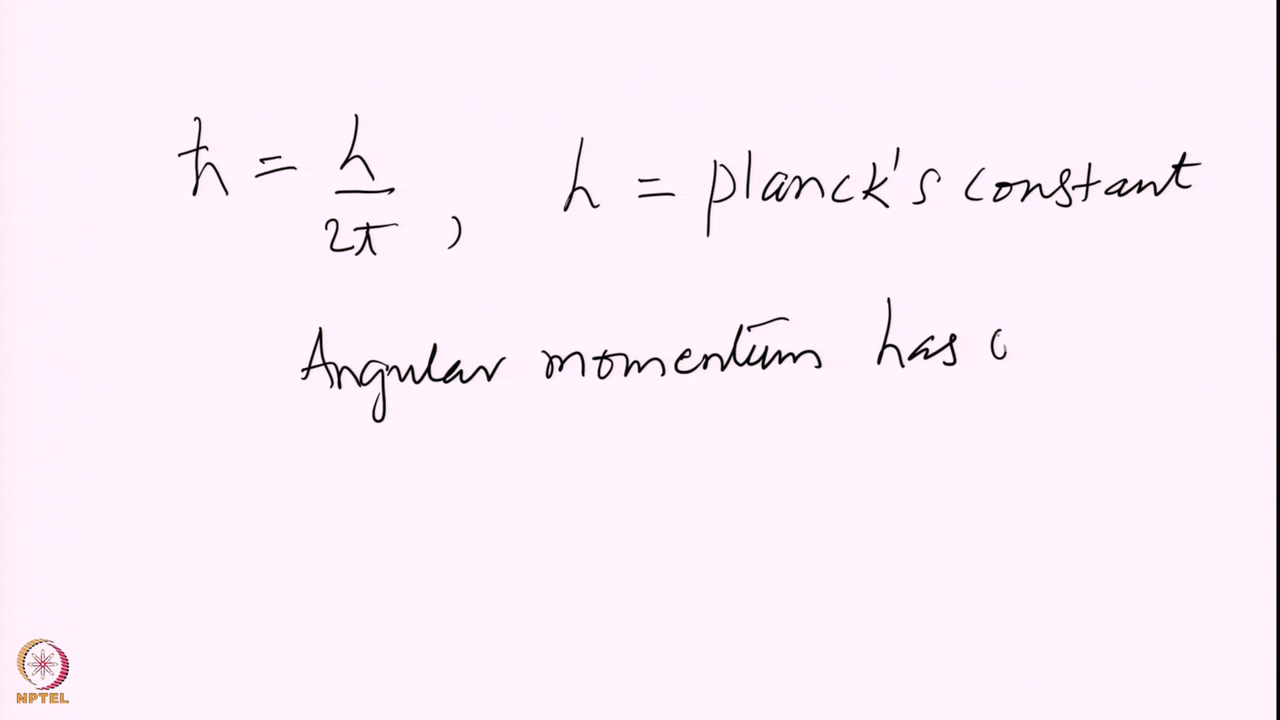 ħ = h/2π, h = planck's constant
Angular momentum has
NPTEL